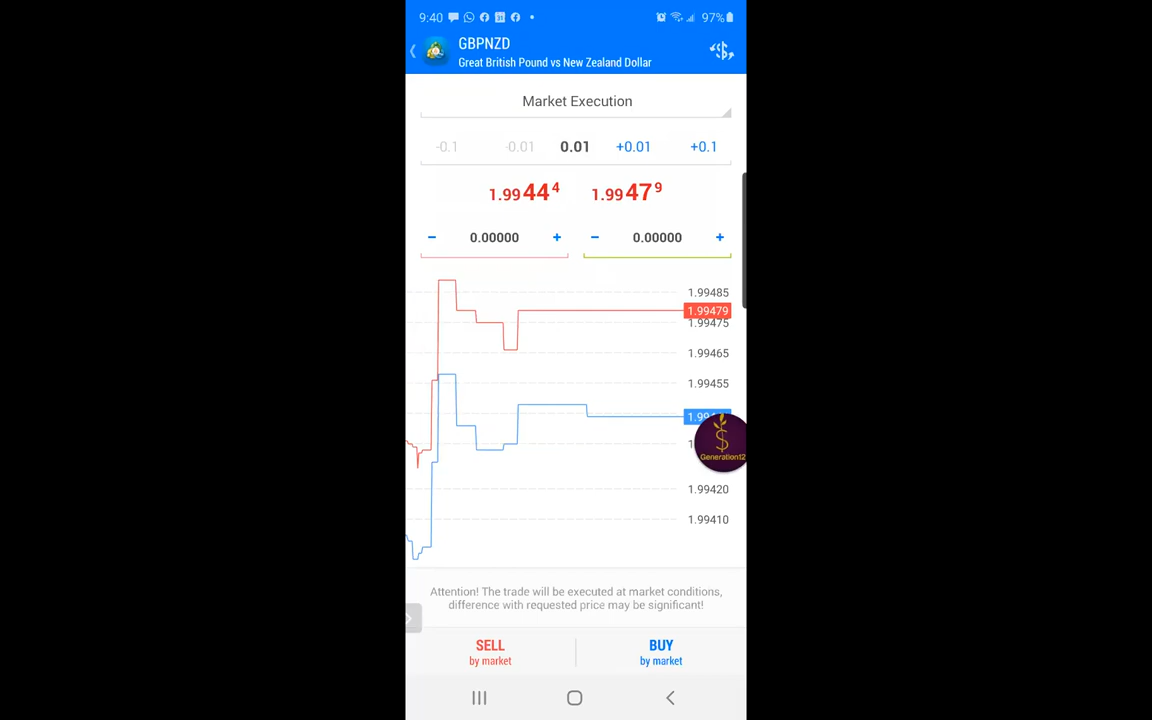 9:40 97%
GBPNZD
Great British Pound vs New Zealand Dollar
Market Execution
-0.1 -0.01 0.01 +0.01 +0.1
1.99444 1.99479
- 0.00000 + - 0.00000 +
1.99485
1.99479
1.99475
1.99465
1.99455
1.99
Generation12
1.99420
1.99410
Attention! The trade will be executed at market conditions,
difference with requested price may be significant!
SELL BUY
by market by market